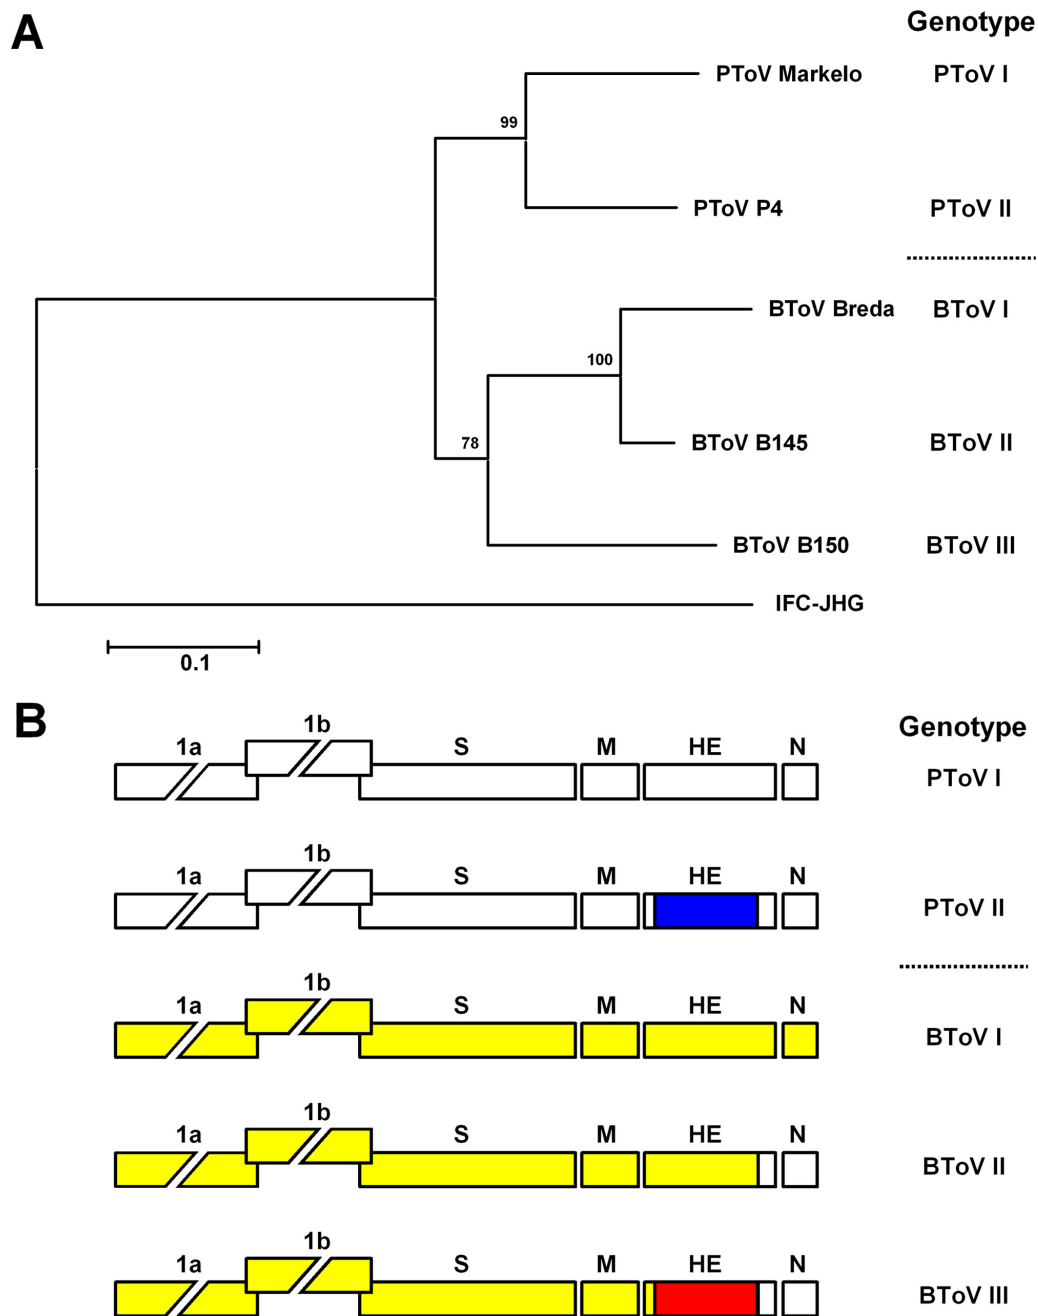 A
Genotype
PToV Markelo PToV I
99
PToV P4 PToV II
BToV Breda BToV I
100
78
BToV B145 BToV II
BToV B150 BToV III
IFC-JHG
0.1
B
Genotype
1a 1b S M HE N
PToV I
1a 1b S M HE N
PToV II
1a 1b S M HE N
BToV I
1a 1b S M HE N
BToV II
1a 1b S M HE N
BToV III